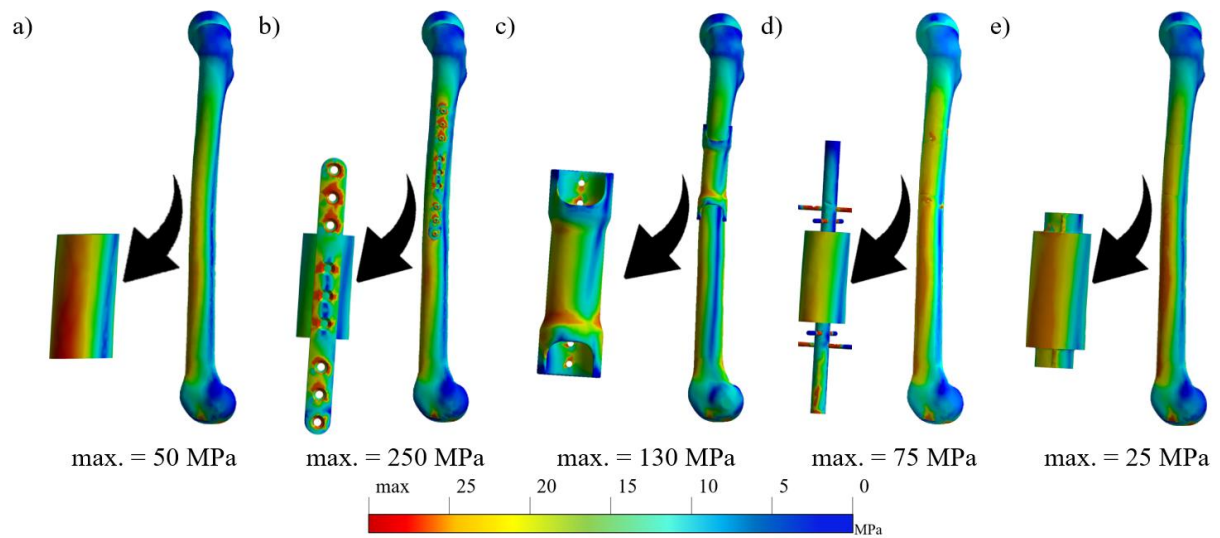 a) b) c) d) e)
max. = 50 MPa max. = 250 MPa max. = 130 MPa max. = 75 MPa max. = 25 MPa
max 25 20 15 10 5 0
MPa